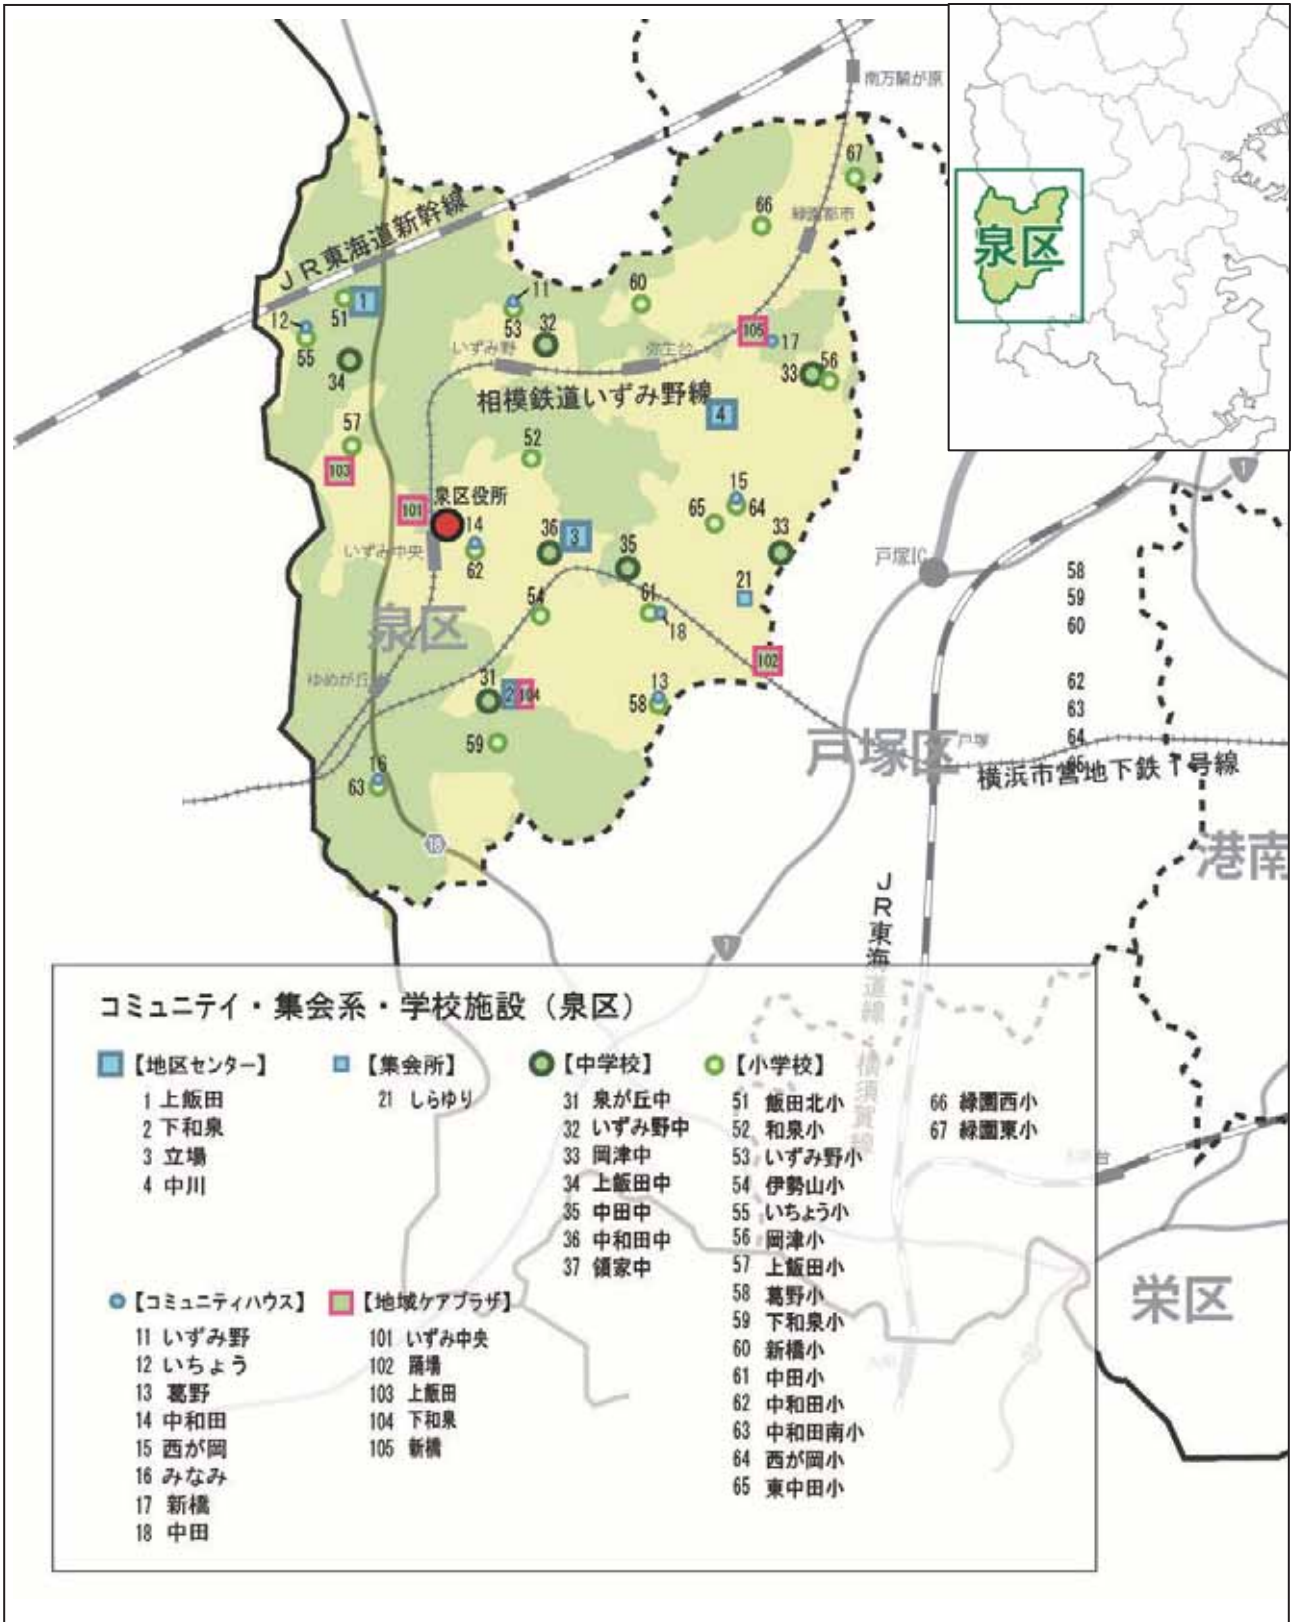 南万騎が原
67
66
緑園都市
泉区
JR東海道新幹線
1
51
11
53
60
12
55
32
105
17
いずみ野
弥生台
34
33
56
相模鉄道いずみ野線
4
57
103
52
15
64
65
1
泉区役所
101
14
62
36
3
35
33
戸塚IC
いずみ中央
21
58
59
60
62
63
64
65
54
61
18
泉区
102
ゆめが丘
31
2
104
13
58
59
戸塚区
戸塚
横浜市営地下鉄1号線
16
63
18
港南
1
JR東海道線・横須賀線
コミュニテイ・集会系・学校施設（泉区）
【地区センター】
1 上飯田
2 下和泉
3 立場
4 中川
【集会所】
21 しらゆり
【中学校】
31 泉が丘中
32 いずみ野中
33 岡津中
34 上飯田中
35 中田中
36 中和田中
37 領家中
【小学校】
51 飯田北小
52 和泉小
53 いずみ野小
54 伊勢山小
55 いちょう小
56 岡津小
57 上飯田小
58 葛野小
59 下和泉小
60 新橋小
61 中田小
62 中和田小
63 中和田南小
64 西が岡小
65 東中田小
66 緑園西小
67 緑園東小
【コミュニティハウス】
11 いずみ野
12 いちょう
13 葛野
14 中和田
15 西が岡
16 みなみ
17 新橋
18 中田
【地域ケアプラザ】
101 いずみ中央
102 踊場
103 上飯田
104 下和泉
105 新橋
台
栄区